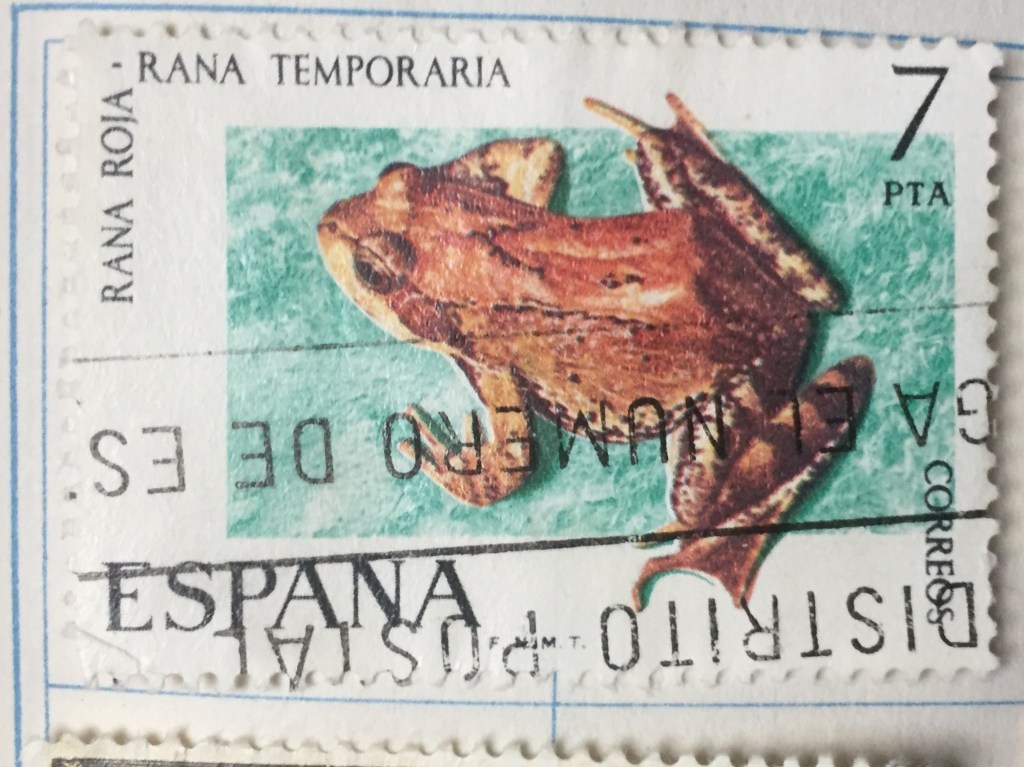 RANA ROJA - RANA TEMPORARIA
7
PTA
CORREOS
ESPAÑA
F.N.M.T.
DISTRITO POSTAL
GA EL NUMERO DE ES